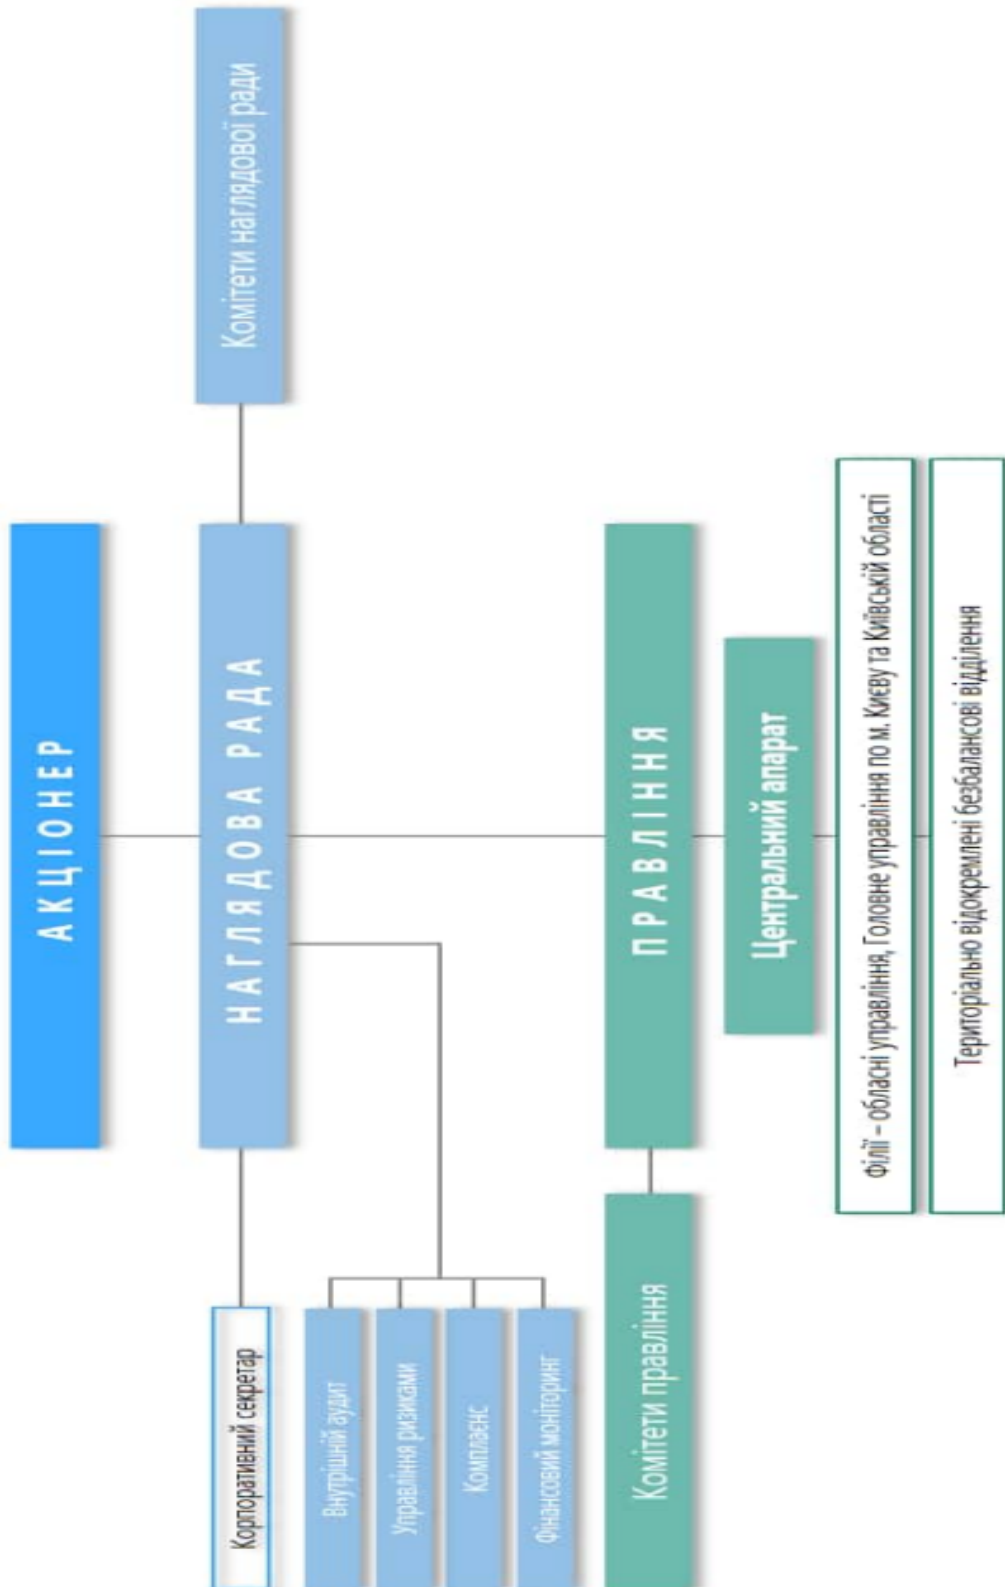 АКЦІОНЕР
Корпоративний секретар
НАГЛЯДОВА РАДА
Комітети наглядової ради
Внутрішній аудит
Управління ризиками
Комплаєнс
Фінансовий моніторинг
Комітети правління
ПРАВЛІННЯ
Центральний апарат
Філії – обласні управління, Головне управління по м. Києву та Київській області
Територіально відокремлені безбалансові відділення